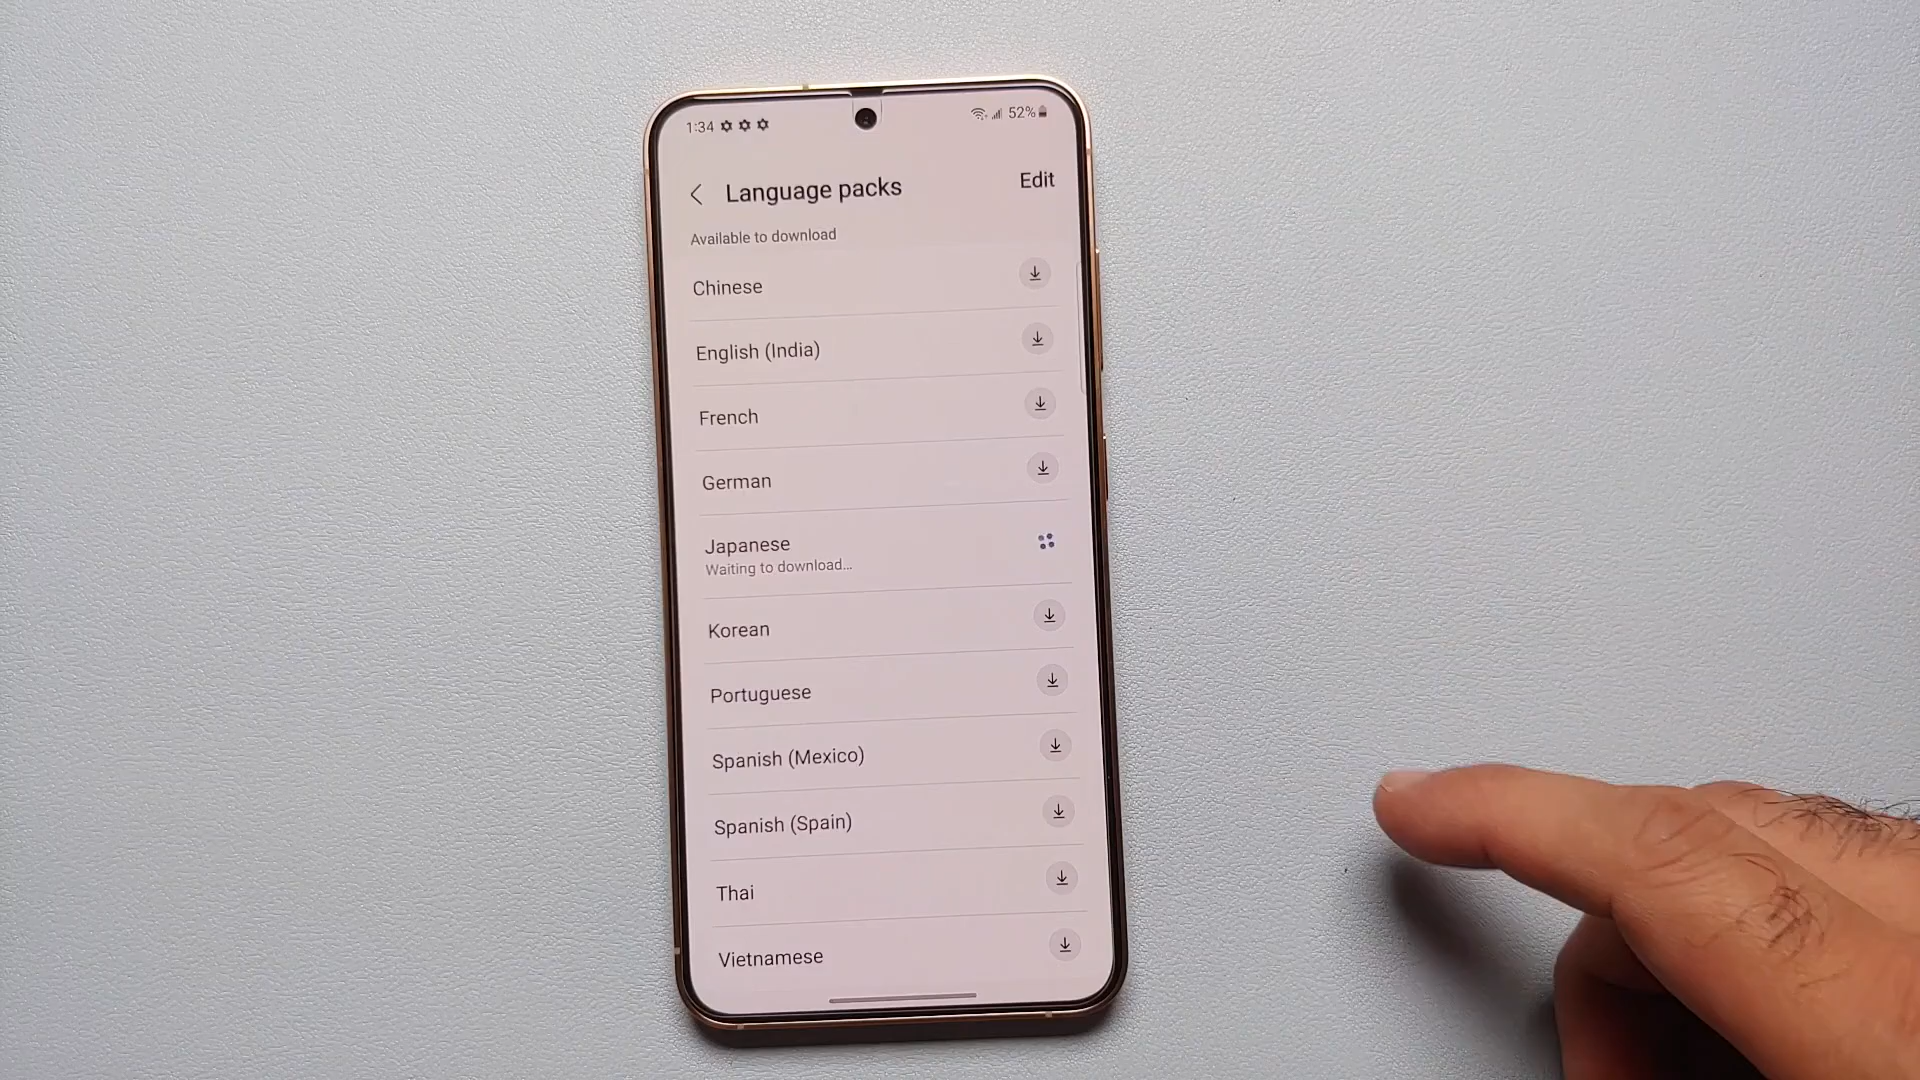 1:34
52%
Language packs
Edit
Available to download
Chinese
English (India)
French
German
Japanese
Waiting to download...
Korean
Portuguese
Spanish (Mexico)
Spanish (Spain)
Thai
Vietnamese